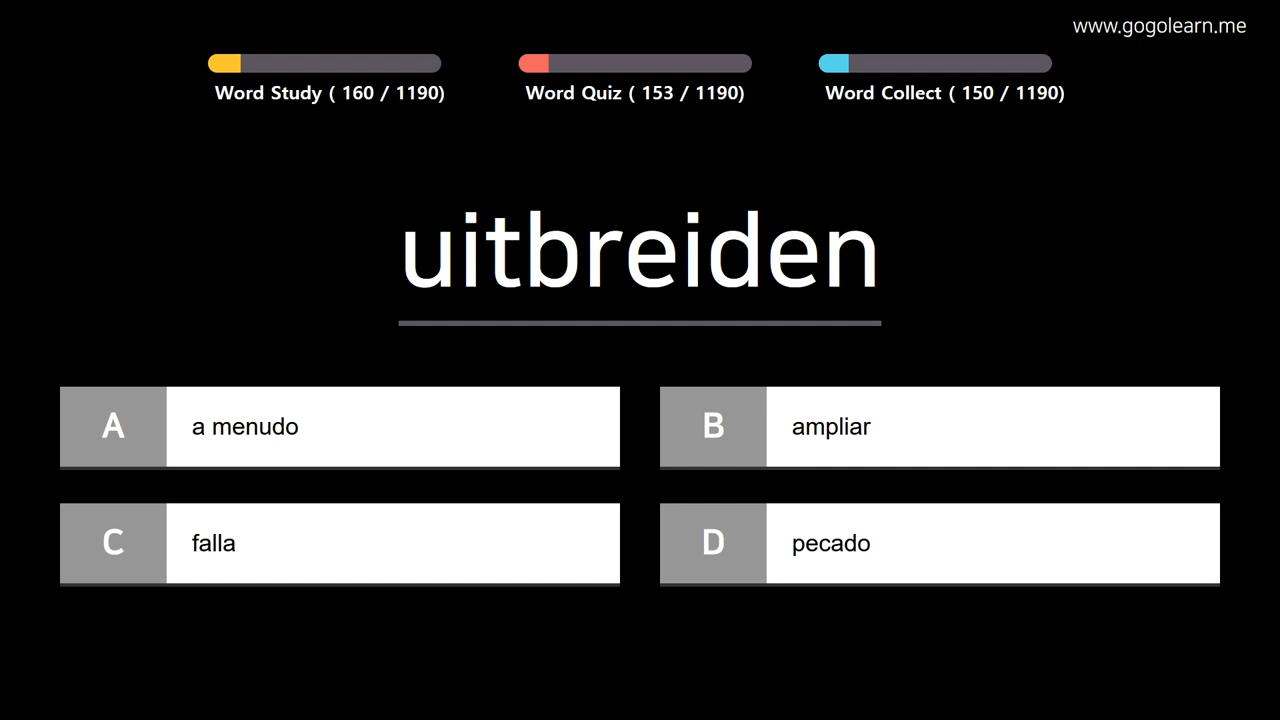 www.gogolearn.me
Word Study ( 160 / 1190)
Word Quiz ( 153 / 1190)
Word Collect ( 150 / 1190)
uitbreiden
A a menudo
B ampliar
C falla
D pecado